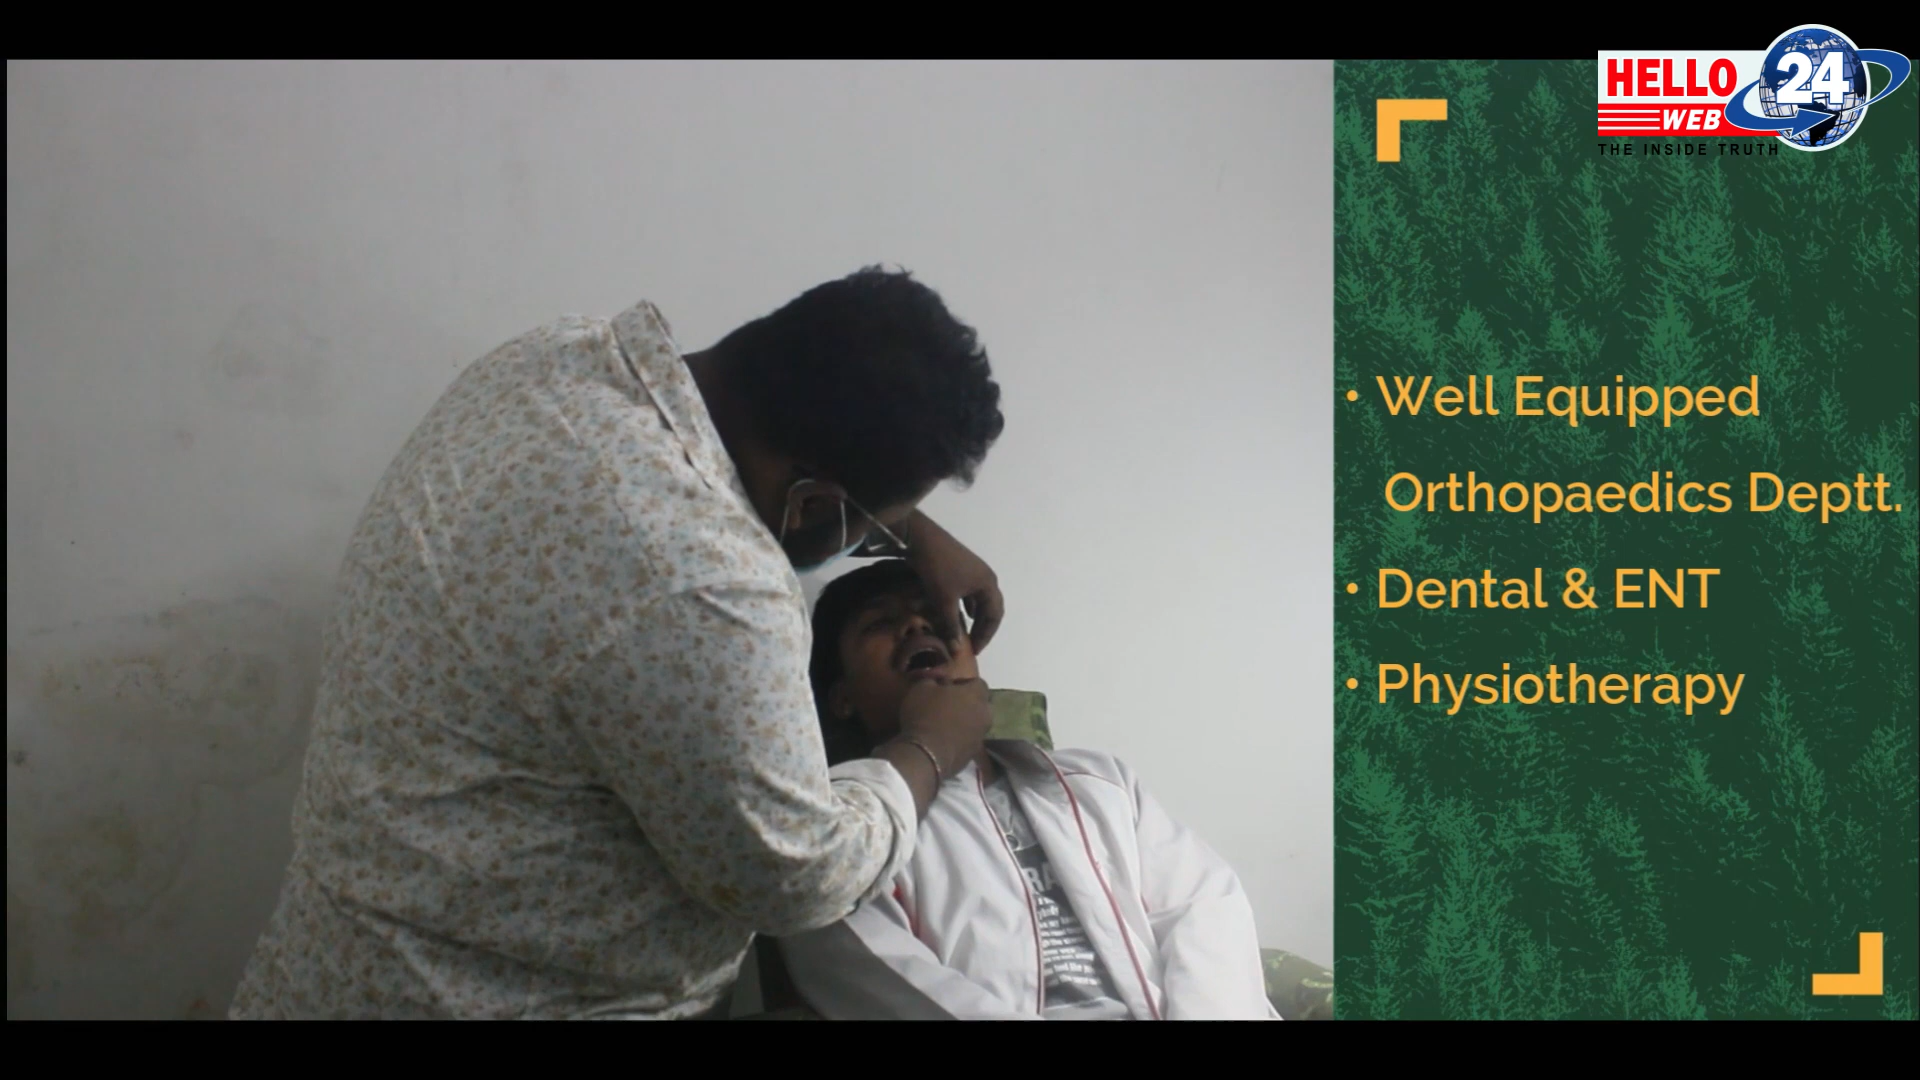 HELLO 24
WEB
THE INSIDE TRUTH
• Well Equipped
Orthopaedics Deptt.
• Dental & ENT
• Physiotherapy